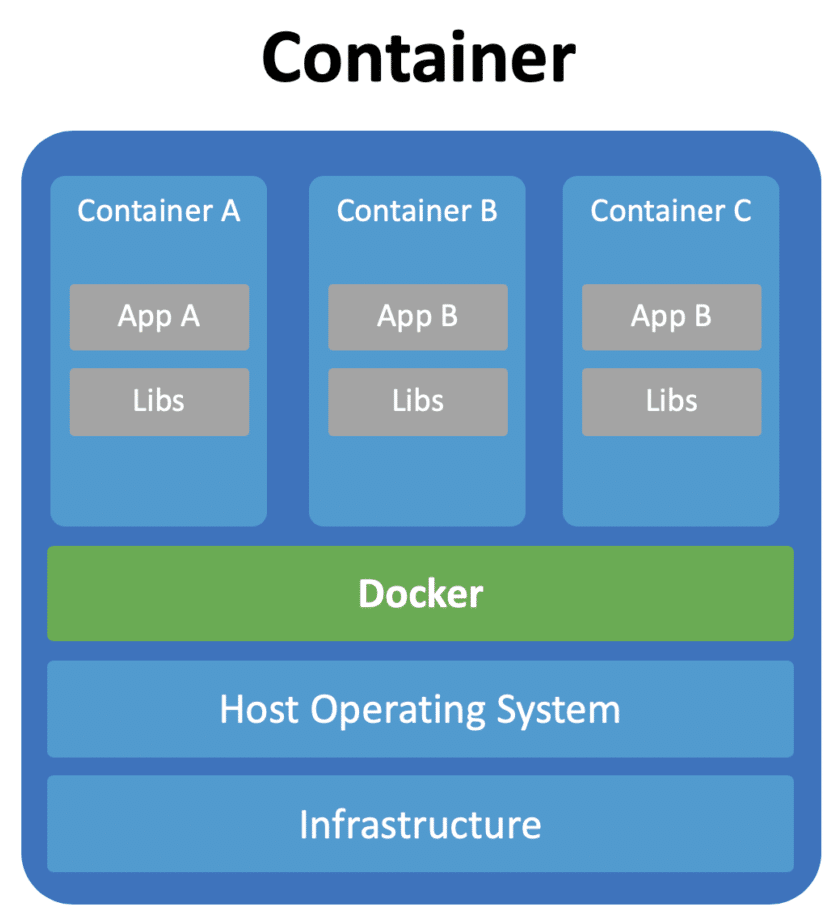 Container
Container A
App A
Libs
Container B
App B
Libs
Container C
App B
Libs
Docker
Host Operating System
Infrastructure